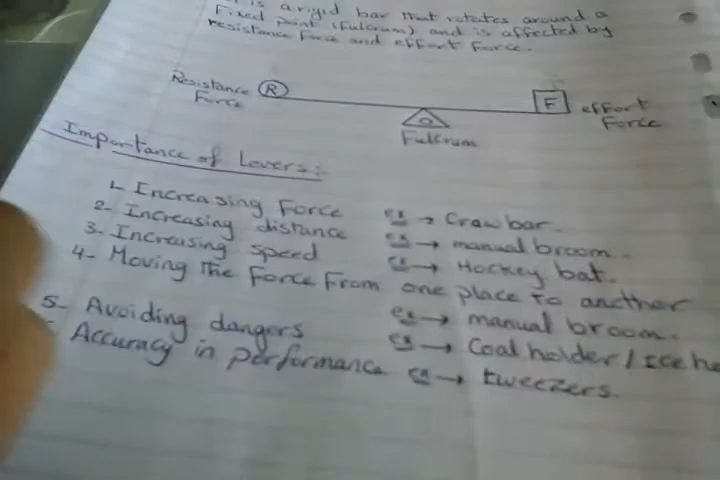 is a rigid bar that rotates around a
Fixed point (fulcrum) and is affected by
resistance force and effort force.
Resistance
Force
R
F
effort
Force
Fulcrum
Importance of Levers:-
1- Increasing Force ex → Crowbar.
2- Increasing distance ex → manual broom.
3- Increasing speed ex → Hockey bat.
4- Moving The Force From one place to another
ex → manual broom.
5- Avoiding dangers ex → Coal holder / Ice
Accuracy in performance ex → tweezers.